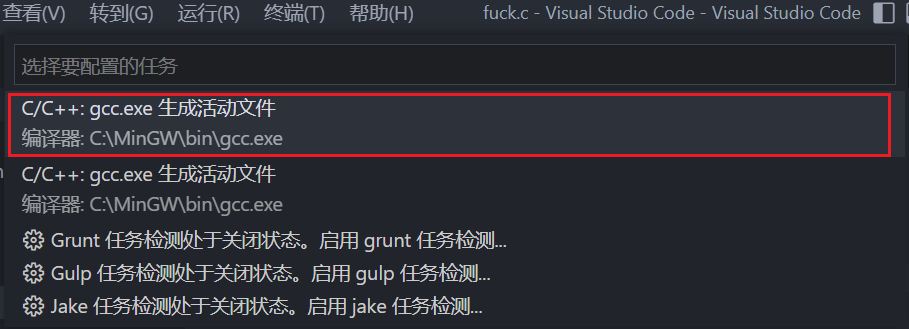 查看(V) 转到(G) 运行(R) 终端(T) 帮助(H) fuck.c - Visual Studio Code - Visual Studio Code
选择要配置的任务
C/C++: gcc.exe 生成活动文件
编译器: C:\MinGW\bin\gcc.exe
C/C++: gcc.exe 生成活动文件
编译器: C:\MinGW\bin\gcc.exe
Grunt 任务检测处于关闭状态。启用 grunt 任务检测...
Gulp 任务检测处于关闭状态。启用 gulp 任务检测...
Jake 任务检测处于关闭状态。启用 jake 任务检测...